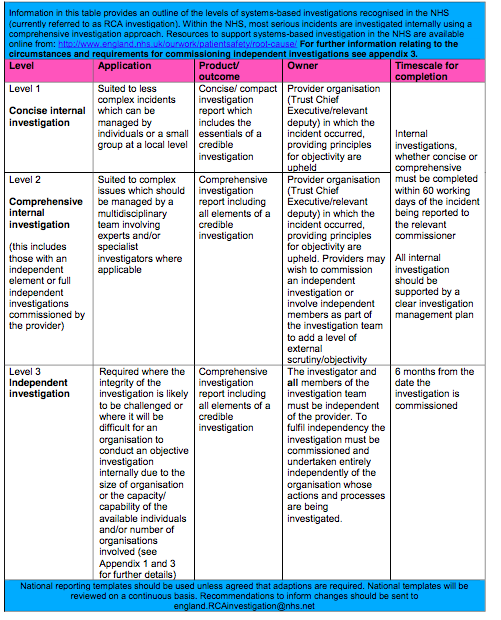 Information in this table provides an outline of the levels of systems-based investigations recognised in the NHS
(currently referred to as RCA investigation). Within the NHS, most serious incidents are investigated internally using a
comprehensive investigation approach. Resources to support systems-based investigation in the NHS are available
online from: http://www.england.nhs.uk/ourwork/patientsafety/root-cause/ For further information relating to the
circumstances and requirements for commissioning Independent investigations see appendix 3.
Level
Application
Product/
outcome
Owner
Timescale for
completion
Level 1
Concise internal
investigation
Suited to less
complex incidents
which can be
managed by
individuals or a small
group at a local level
Concise/ compact
investigation
report which
includes the
essentials of a
credible
investigation
Provider organisation
(Trust Chief
Executive/relevant
deputy) in which the
incident occurred,
providing principles
for objectivity are
upheld
Internal
investigations,
whether concise or
comprehensive
must be completed
within 60 working
days of the incident
being reported to
the relevant
commissioner
All internal
investigation
should be
supported by a
clear investigation
management plan
Level 2
Comprehensive
internal
investigation
(this includes
those with an
independent
element or full
independent
investigations
commissioned by
the provider)
Suited to complex
issues which should
be managed by a
multidisciplinary
team involving
experts and/or
specialist
investigators where
applicable
Comprehensive
investigation
report including
all elements of a
credible
investigation
Provider organisation
(Trust Chief
Executive/relevant
deputy) in which the
incident occurred,
providing principles
for objectivity are
upheld. Providers may
wish to commission
an independent
investigation or
involve independent
members as part of
the investigation team
to add a level of
external
scrutiny/objectivity
Level 3
Independent
investigation
Required where the
integrity of the
investigation is likely
to be challenged or
where it will be
difficult for an
organisation to
conduct an objective
investigation
internally due to the
size of organisation
or the capacity/
capability of the
available individuals
and/or number of
organisations
involved (see
Appendix 1 and 3
for further details)
Comprehensive
investigation
report including
all elements of a
credible
investigation
The investigator and
all members of the
investigation team
must be independent
of the provider. To
fulfil independency the
investigation must be
commissioned and
undertaken entirely
independently of the
organisation whose
actions and processes
are being
investigated.
6 months from the
date the
investigation is
commissioned
National reporting templates should be used unless agreed that adaptions are required. National templates will be
reviewed on a continuous basis. Recommendations to inform changes should be sent to
england.RCAinvestigation@nhs.net